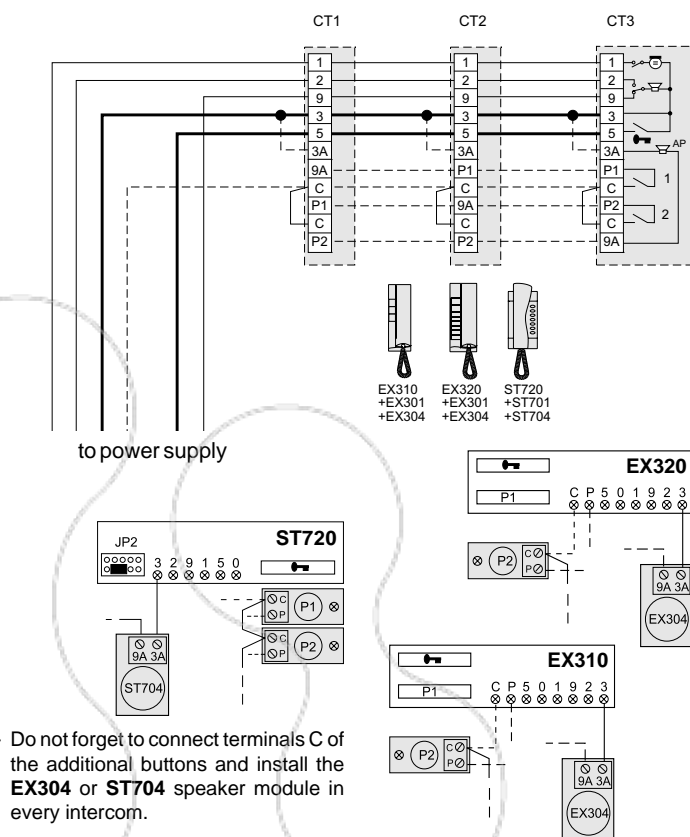 CT1 CT2 CT3
1 1 1
2 2 2
9 9 9
3 3 3
5 5 5
3A 3A 3A AP
9A P1 P1
C C C 1
P1 9A P2
C C C 2
P2 P2 9A
EX310 EX320 ST720
+EX301 +EX301 +ST701
+EX304 +EX304 +ST704
to power supply
EX320
P1 C P 5 0 1 9 2 3
P2 C
P
9A 3A
EX304
ST720
JP2
3 2 9 1 5 0
C P1
P
C P2
P
9A 3A
ST704
EX310
P1 C P 5 0 1 9 2 3
P2 C
P
9A 3A
EX304
Do not forget to connect terminals C of
the additional buttons and install the
EX304 or ST704 speaker module in
every intercom.